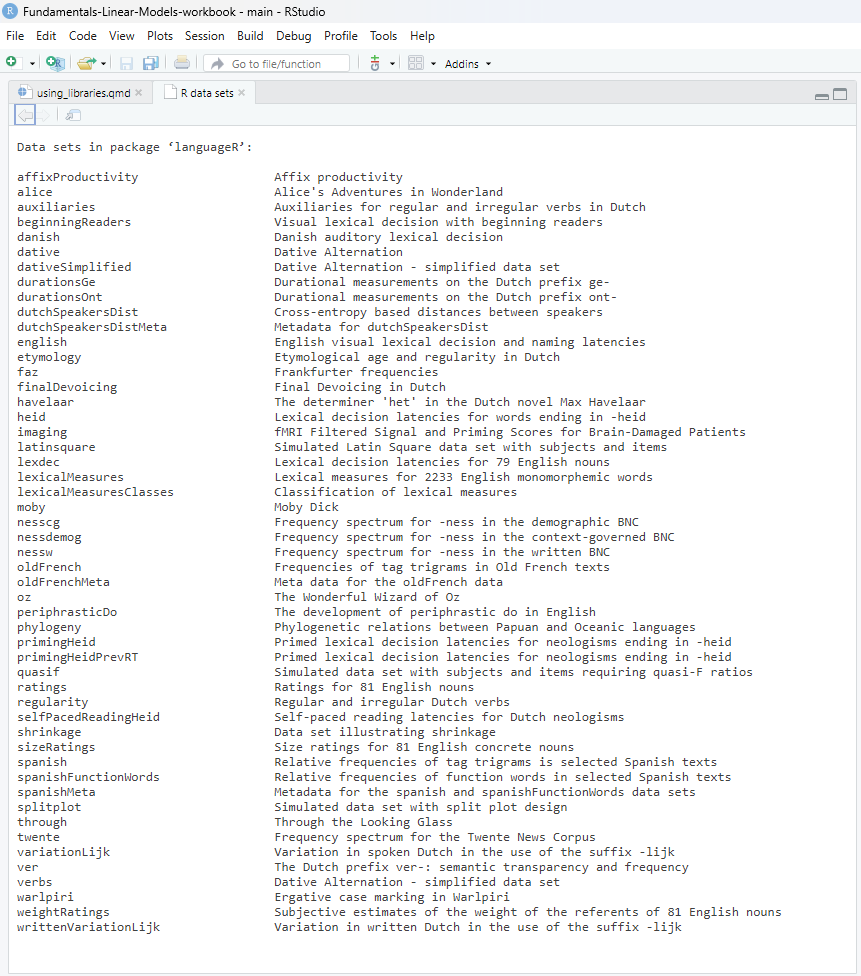 Fundamentals-Linear-Models-workbook - main - RStudio
File Edit Code View Plots Session Build Debug Profile Tools Help
Go to file/function Addins
using_libraries.qmd R data sets
Data sets in package ‘languageR’:
affixProductivity Affix productivity
alice Alice's Adventures in Wonderland
auxiliaries Auxiliaries for regular and irregular verbs in Dutch
beginningReaders Visual lexical decision with beginning readers
danish Danish auditory lexical decision
dative Dative Alternation
dativeSimplified Dative Alternation - simplified data set
durationsGe Durational measurements on the Dutch prefix ge-
durationsOnt Durational measurements on the Dutch prefix ont-
dutchSpeakersDist Cross-entropy based distances between speakers
dutchSpeakersDistMeta Metadata for dutchSpeakersDist
english English visual lexical decision and naming latencies
etymology Etymological age and regularity in Dutch
faz Frankfurter frequencies
finalDevoicing Final Devoicing in Dutch
havelaar The determiner 'het' in the Dutch novel Max Havelaar
heid Lexical decision latencies for words ending in -heid
imaging fMRI Filtered Signal and Priming Scores for Brain-Damaged Patients
latinsquare Simulated Latin Square data set with subjects and items
lexdec Lexical decision latencies for 79 English nouns
lexicalMeasures Lexical measures for 2233 English monomorphemic words
lexicalMeasuresClasses Classification of lexical measures
moby Moby Dick
nesscg Frequency spectrum for -ness in the demographic BNC
nessdemog Frequency spectrum for -ness in the context-governed BNC
nessw Frequency spectrum for -ness in the written BNC
oldFrench Frequencies of tag trigrams in Old French texts
oldFrenchMeta Meta data for the oldFrench data
oz The Wonderful Wizard of Oz
periphrasticDo The development of periphrastic do in English
phylogeny Phylogenetic relations between Papuan and Oceanic languages
primingHeid Primed lexical decision latencies for neologisms ending in -heid
primingHeidPrevRT Primed lexical decision latencies for neologisms ending in -heid
quasif Simulated data set with subjects and items requiring quasi-F ratios
ratings Ratings for 81 English nouns
regularity Regular and irregular Dutch verbs
selfPacedReadingHeid Self-paced reading latencies for Dutch neologisms
shrinkage Data set illustrating shrinkage
sizeRatings Size ratings for 81 English concrete nouns
spanish Relative frequencies of tag trigrams is selected Spanish texts
spanishFunctionWords Relative frequencies of function words in selected Spanish texts
spanishMeta Metadata for the spanish and spanishFunctionWords data sets
splitplot Simulated data set with split plot design
through Through the Looking Glass
twente Frequency spectrum for the Twente News Corpus
variationLijk Variation in spoken Dutch in the use of the suffix -lijk
ver The Dutch prefix ver-: semantic transparency and frequency
verbs Dative Alternation - simplified data set
warlpiri Ergative case marking in Warlpiri
weightRatings Subjective estimates of the weight of the referents of 81 English nouns
writtenVariationLijk Variation in written Dutch in the use of the suffix -lijk